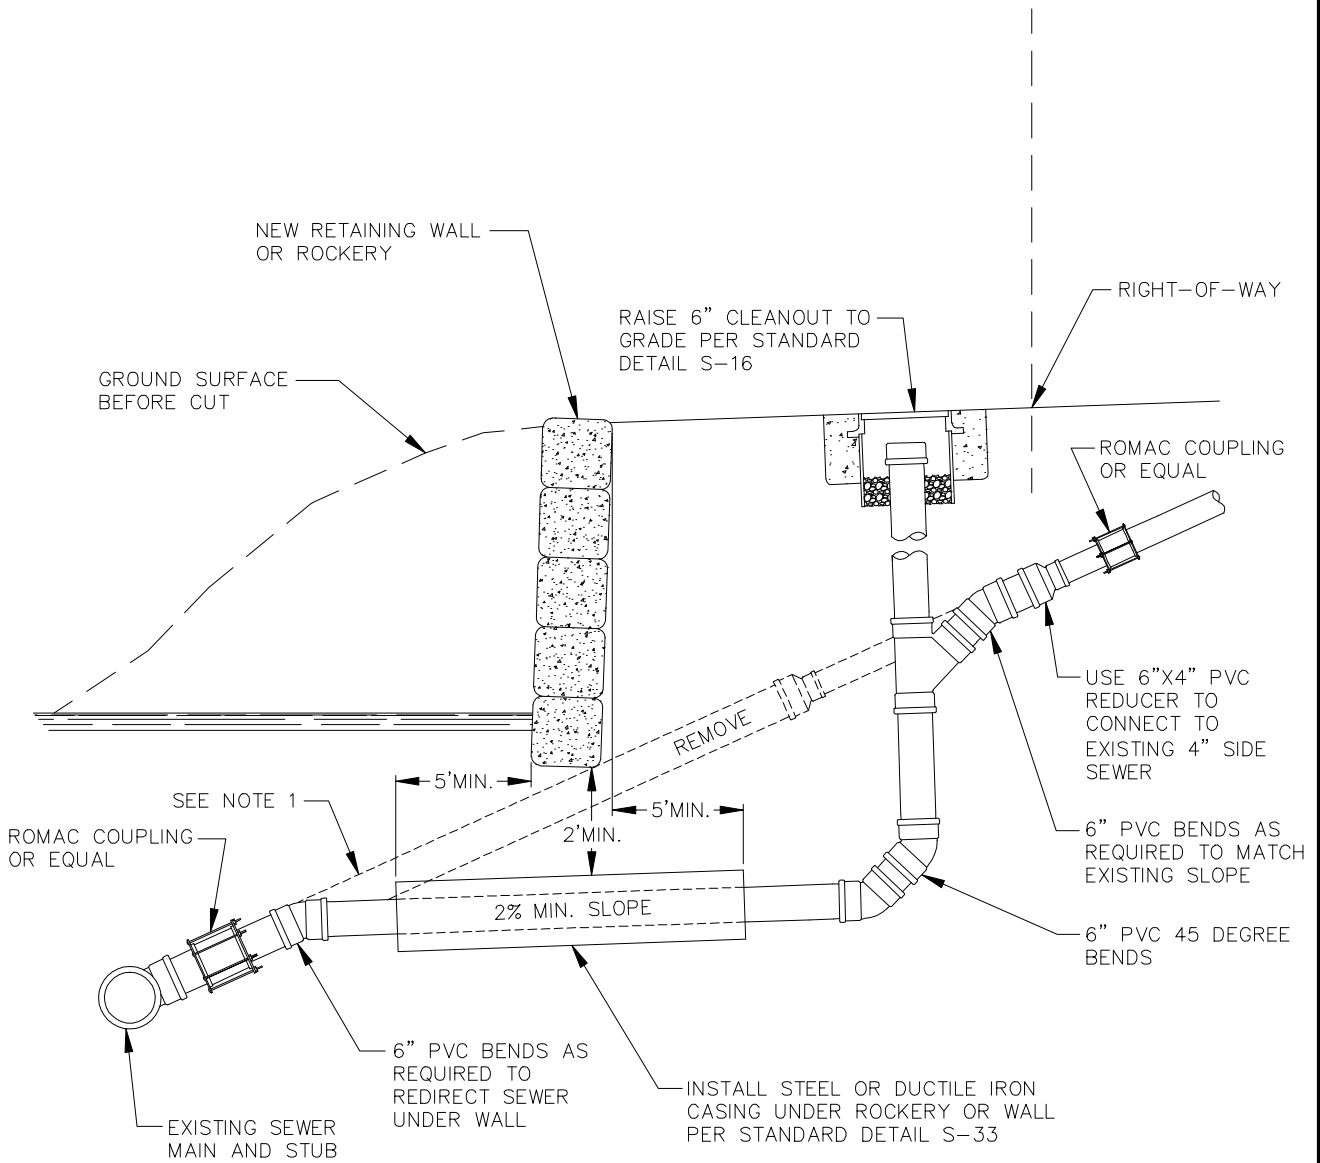 NEW RETAINING WALL
OR ROCKERY
RIGHT-OF-WAY
RAISE 6" CLEANOUT TO
GRADE PER STANDARD
DETAIL S-16
GROUND SURFACE
BEFORE CUT
ROMAC COUPLING
OR EQUAL
USE 6"X4" PVC
REDUCER TO
CONNECT TO
EXISTING 4" SIDE
SEWER
REMOVE
5'MIN.
SEE NOTE 1
5'MIN.
2'MIN.
ROMAC COUPLING
OR EQUAL
6" PVC BENDS AS
REQUIRED TO MATCH
EXISTING SLOPE
2% MIN. SLOPE
6" PVC 45 DEGREE
BENDS
6" PVC BENDS AS
REQUIRED TO
REDIRECT SEWER
UNDER WALL
INSTALL STEEL OR DUCTILE IRON
CASING UNDER ROCKERY OR WALL
PER STANDARD DETAIL S-33
EXISTING SEWER
MAIN AND STUB